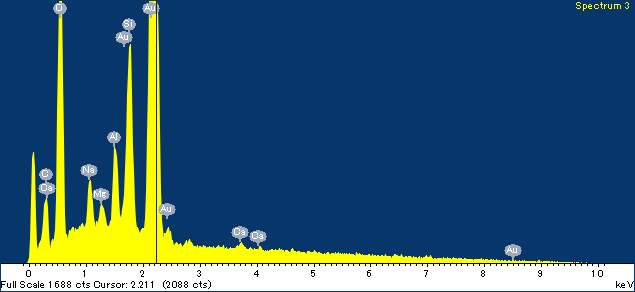 Spectrum 3
O
Au
Si
Au
Al
C
Ca
Na
Mg
Au
Ca
Ca
Au
0 1 2 3 4 5 6 7 8 9 10
Full Scale 1688 cts Cursor: 2.211 (2088 cts) keV